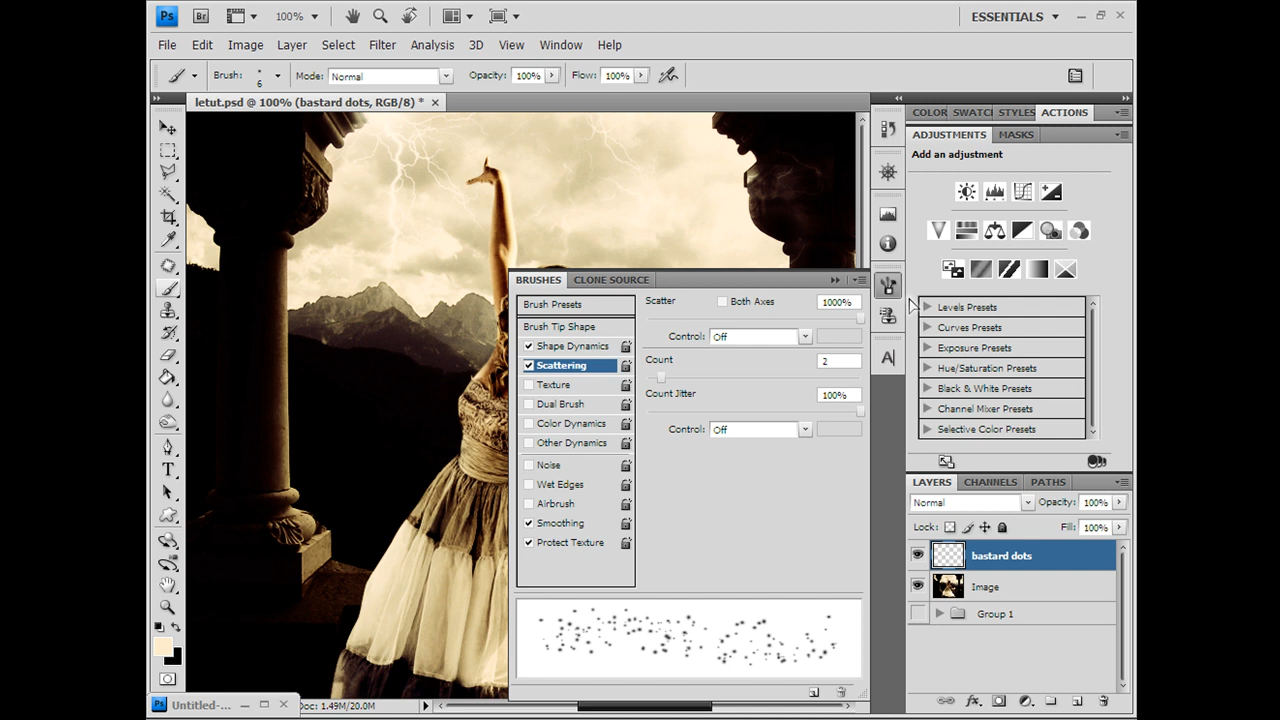 Ps Br 100% ESSENTIALS
File Edit Image Layer Select Filter Analysis 3D View Window Help
Brush: 6 Mode: Normal Opacity: 100% Flow: 100%
letut.psd @ 100% (bastard dots, RGB/8) *
COLOR SWATC STYLES ACTIONS
ADJUSTMENTS MASKS
Add an adjustment
Levels Presets
Curves Presets
Exposure Presets
Hue/Saturation Presets
Black & White Presets
Channel Mixer Presets
Selective Color Presets
BRUSHES CLONE SOURCE
Brush Presets
Brush Tip Shape
Shape Dynamics
Scattering
Texture
Dual Brush
Color Dynamics
Other Dynamics
Noise
Wet Edges
Airbrush
Smoothing
Protect Texture
Scatter Both Axes 1000%
Control: Off
Count 2
Count Jitter 100%
Control: Off
LAYERS CHANNELS PATHS
Normal Opacity: 100%
Lock: Fill: 100%
bastard dots
Image
Group 1
Ps Untitled-... Doc: 1.49M/20.0M